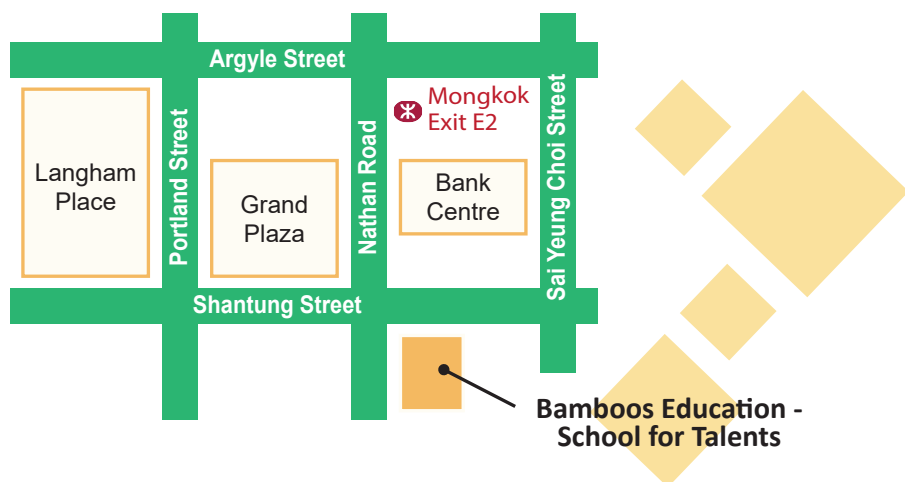 Argyle Street
Mongkok
Exit E2
Langham
Place
Portland Street
Grand
Plaza
Nathan Road
Bank
Centre
Sai Yeung Choi Street
Shantung Street
Bamboos Education -
School for Talents